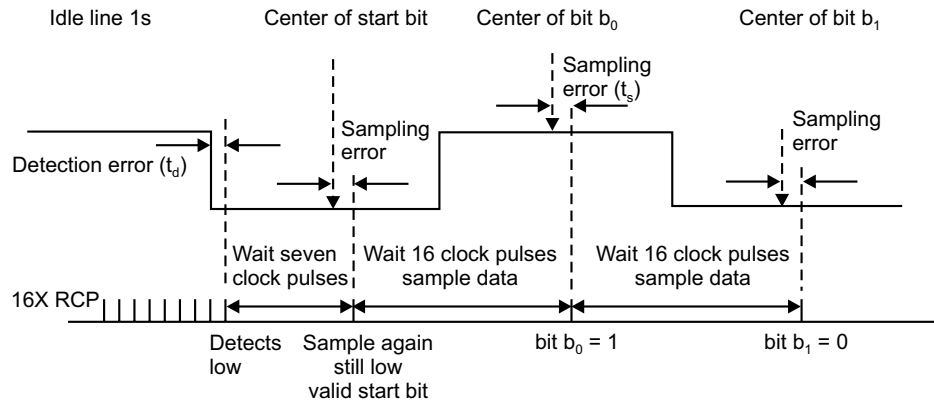 Idle line 1s
Center of start bit
Center of bit b₀
Center of bit b₁
Sampling
error (tₛ)
Sampling
error
Sampling
error
Detection error (t_d)
Wait seven
clock pulses
Wait 16 clock pulses
sample data
Wait 16 clock pulses
sample data
16X RCP
Detects
low
Sample again
still low
valid start bit
bit b₀ = 1
bit b₁ = 0